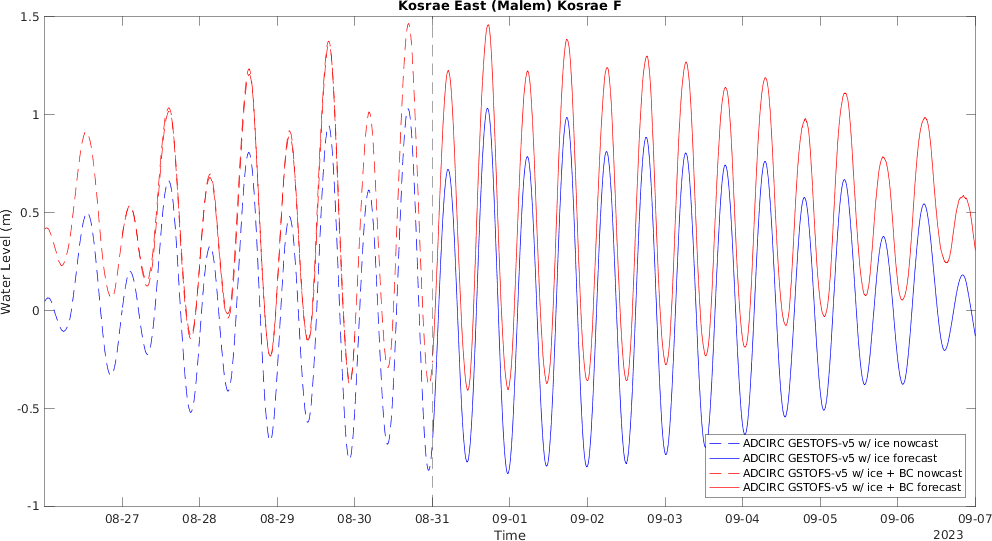 Kosrae East (Malem) Kosrae F
1.5
1
0.5
0
-0.5
-1
Water Level (m)
08-27
08-28
08-29
08-30
08-31
09-01
09-02
09-03
09-04
09-05
09-06
09-07
Time
2023
ADCIRC GESTOFS-v5 w/ ice nowcast
ADCIRC GESTOFS-v5 w/ ice forecast
ADCIRC GSTOFS-v5 w/ ice + BC nowcast
ADCIRC GSTOFS-v5 w/ ice + BC forecast